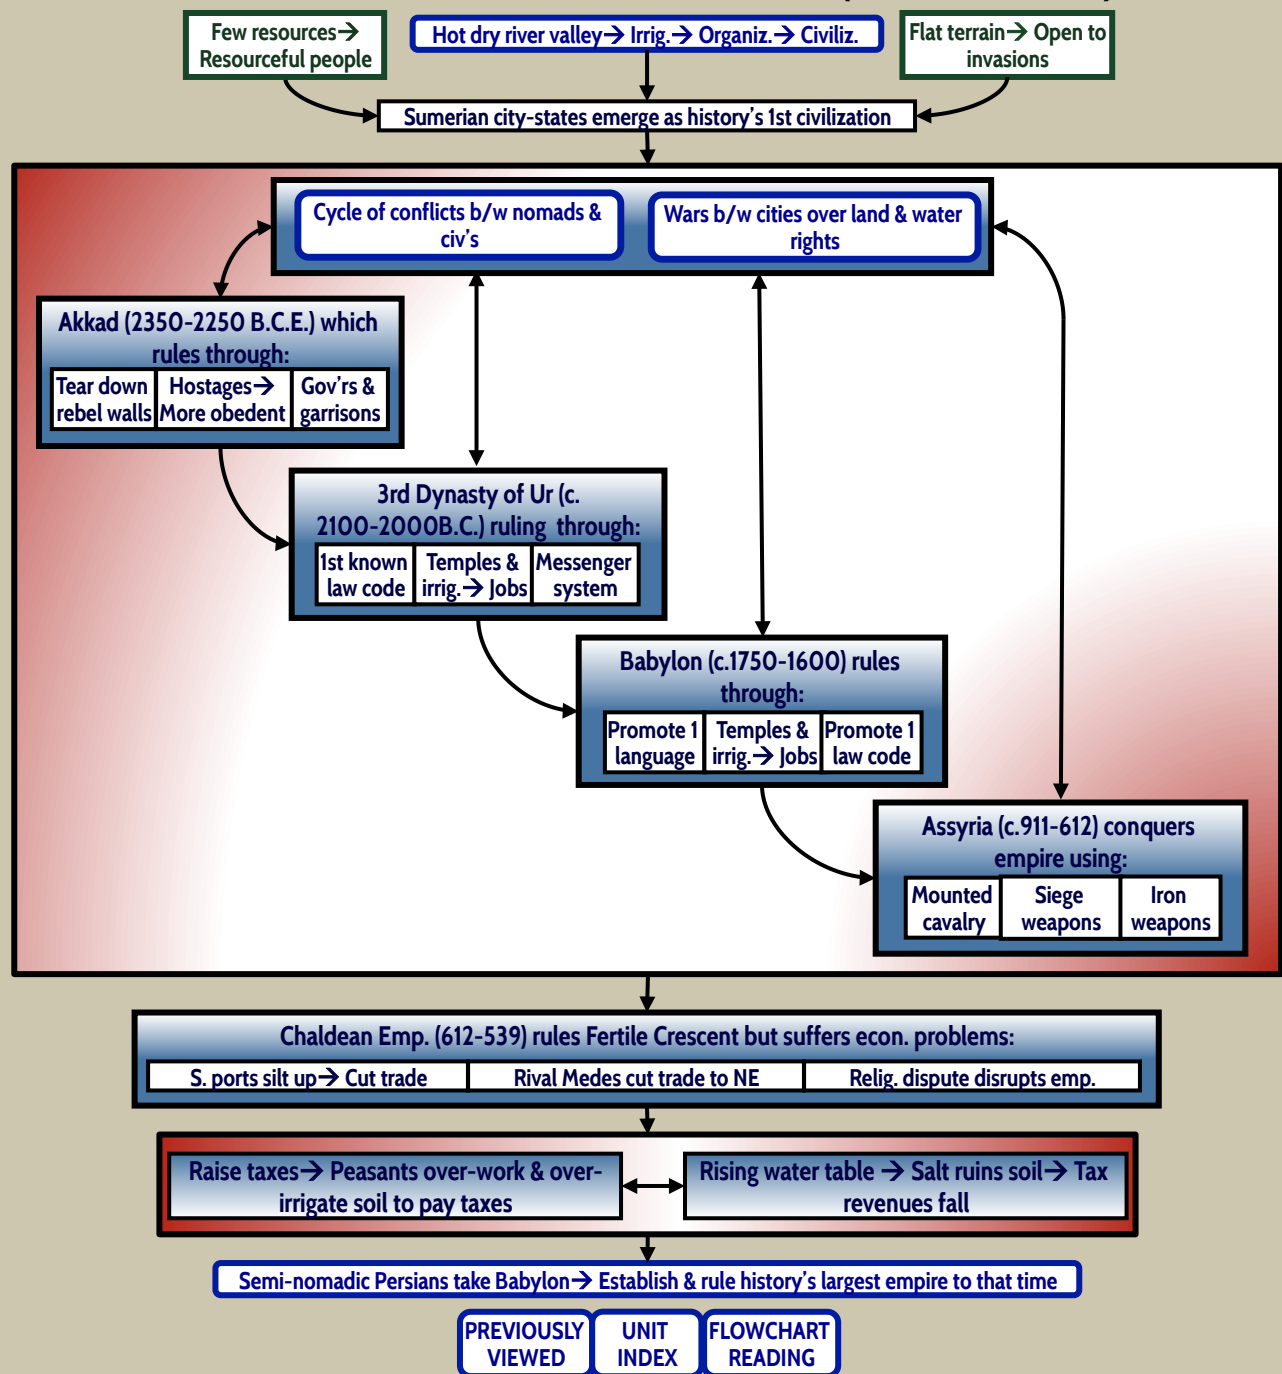 Few resources→
Resourceful people
Hot dry river valley→ Irrig.→ Organiz.→ Civiliz.
Flat terrain→ Open to
invasions
Sumerian city-states emerge as history's 1st civilization
Cycle of conflicts b/w nomads &
civ's
Wars b/w cities over land & water
rights
Akkad (2350-2250 B.C.E.) which
rules through:
Tear down
rebel walls
Hostages→
More obedent
Gov'rs &
garrisons
3rd Dynasty of Ur (c.
2100-2000B.C.) ruling through:
1st known
law code
Temples &
irrig.→ Jobs
Messenger
system
Babylon (c.1750-1600) rules
through:
Promote 1
language
Temples &
irrig.→ Jobs
Promote 1
law code
Assyria (c.911-612) conquers
empire using:
Mounted
cavalry
Siege
weapons
Iron
weapons
Chaldean Emp. (612-539) rules Fertile Crescent but suffers econ. problems:
S. ports silt up→ Cut trade
Rival Medes cut trade to NE
Relig. dispute disrupts emp.
Raise taxes→ Peasants over-work & over-
irrigate soil to pay taxes
Rising water table → Salt ruins soil→ Tax
revenues fall
Semi-nomadic Persians take Babylon→ Establish & rule history's largest empire to that time
PREVIOUSLY
VIEWED
UNIT
INDEX
FLOWCHART
READING